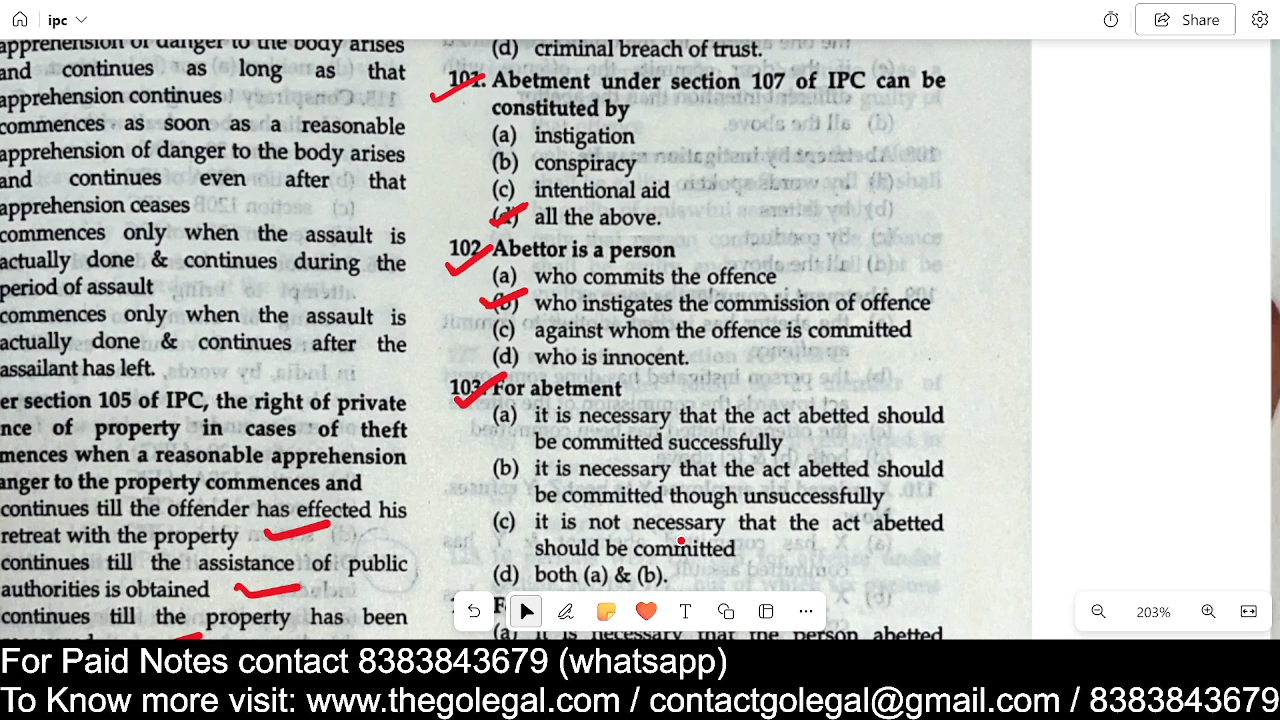 ipc
Share
apprehension of danger to the body arises
and continues as long as that
apprehension continues
commences as soon as a reasonable
apprehension of danger to the body arises
and continues even after that
apprehension ceases
commences only when the assault is
actually done & continues during the
period of assault
commences only when the assault is
actually done & continues after the
assailant has left.
er section 105 of IPC, the right of private
nce of property in cases of theft
mences when a reasonable apprehension
anger to the property commences and
continues till the offender has effected his
retreat with the property
continues till the assistance of public
authorities is obtained
continues till the property has been
(d) criminal breach of trust.
101. Abetment under section 107 of IPC can be
constituted by
(a) instigation
(b) conspiracy
(c) intentional aid
(d) all the above.
102. Abettor is a person
(a) who commits the offence
(b) who instigates the commission of offence
(c) against whom the offence is committed
(d) who is innocent.
103. For abetment
(a) it is necessary that the act abetted should
be committed successfully
(b) it is necessary that the act abetted should
be committed though unsuccessfully
(c) it is not necessary that the act abetted
should be committed
(d) both (a) & (b).
(a) it is necessary that the person abetted
203%
For Paid Notes contact 8383843679 (whatsapp)
To Know more visit: www.thegolegal.com / contactgolegal@gmail.com / 8383843679